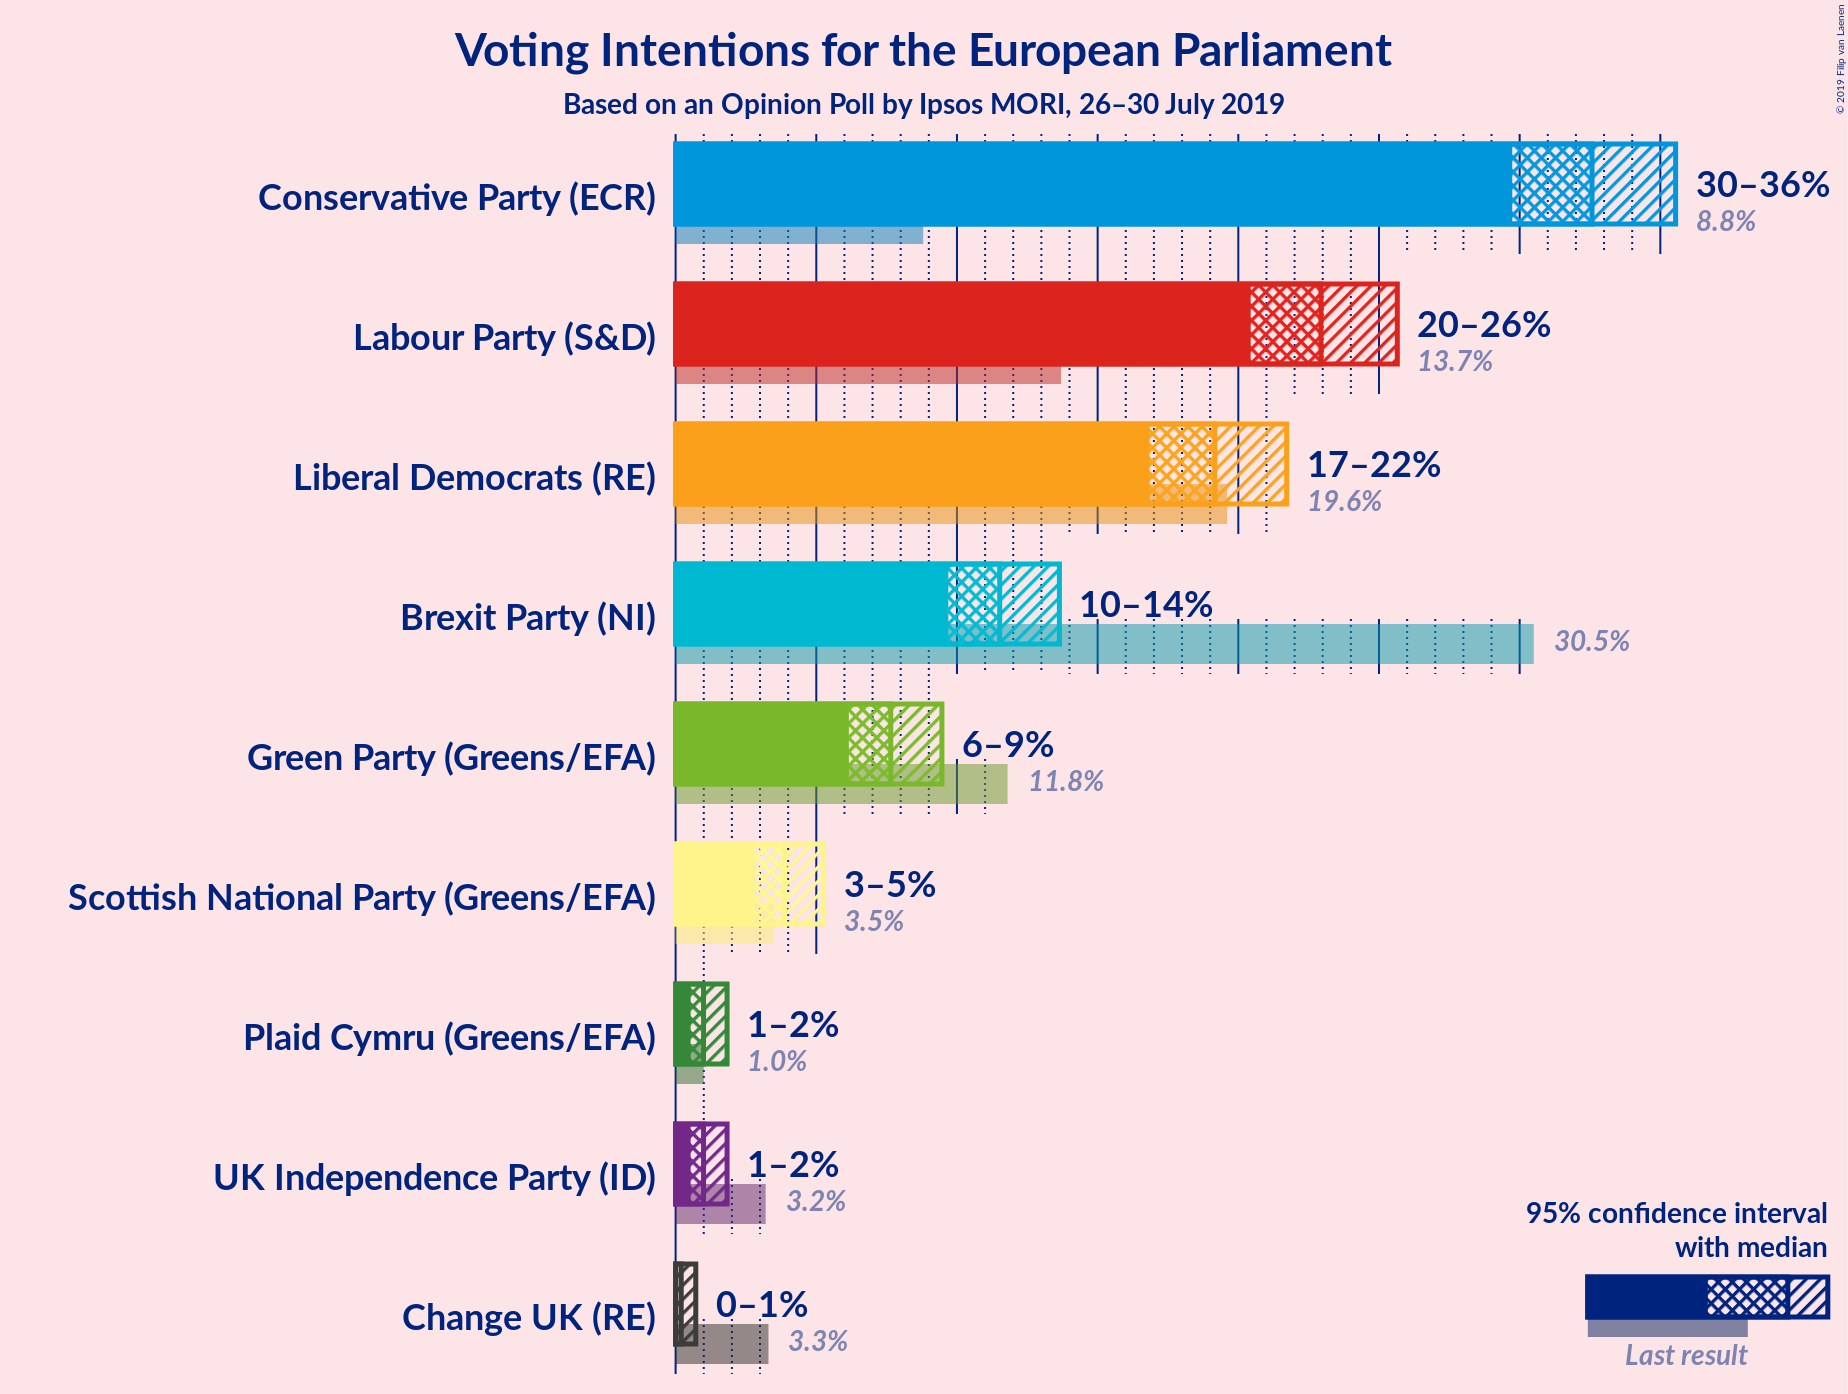 Voting Intentions for the European Parliament
Based on an Opinion Poll by Ipsos MORI, 26–30 July 2019
© 2019 Filip van Laenen
Conservative Party (ECR)
30–36%
8.8%
Labour Party (S&D)
20–26%
13.7%
Liberal Democrats (RE)
17–22%
19.6%
Brexit Party (NI)
10–14%
30.5%
Green Party (Greens/EFA)
6–9%
11.8%
Scottish National Party (Greens/EFA)
3–5%
3.5%
Plaid Cymru (Greens/EFA)
1–2%
1.0%
UK Independence Party (ID)
1–2%
3.2%
Change UK (RE)
0–1%
3.3%
95% confidence interval
with median
Last result